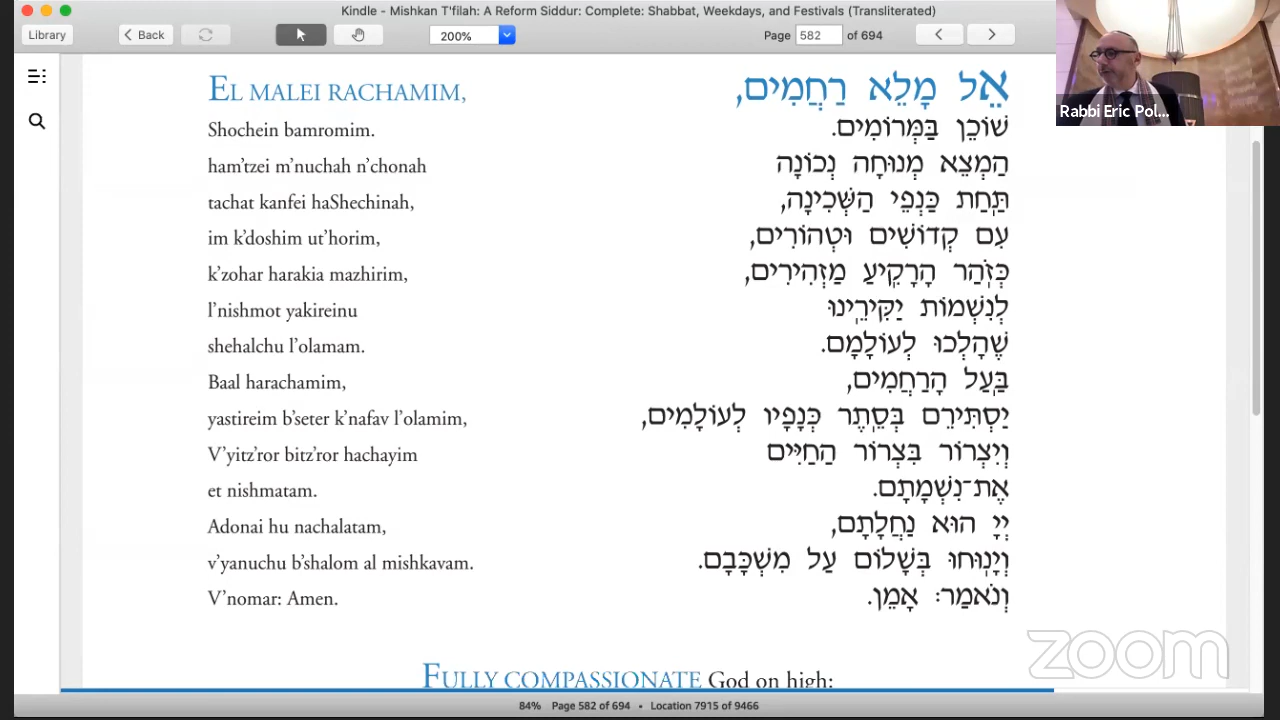 Kindle - Mishkan T'filah: A Reform Siddur: Complete: Shabbat, Weekdays, and Festivals (Transliterated)
Library
Back
200%
Page 582 of 694
Rabbi Eric Pol...
EL MALEI RACHAMIM,
Shochein bamromim.
ham'tzei m'nuchah n'chonah
tachat kanfei haShechinah,
im k'doshim ut'horim,
k'zohar harakia mazhirim,
l'nishmot yakireinu
shehalchu l'olamam.
Baal harachamim,
yastireim b'seter k'nafav l'olamim,
V'yitz'ror bitz'ror hachayim
et nishmatam.
Adonai hu nachalatam,
v'yanuchu b'shalom al mishkavam.
V'nomar: Amen.
אֵל מָלֵא רַחֲמִים,
שׁוֹכֵן בַּמְּרוֹמִים.
הַמְצֵא מְנוּחָה נְכוֹנָה
תַּֽחַת כַּנְפֵי הַשְּׁכִינָה,
עִם קְדוֹשִׁים וּטְהוֹרִים,
כְּזֹֽהַר הָרָקִֽיעַ מַזְהִירִים,
לְנִשְׁמוֹת יַקִּירֵֽינוּ
שֶׁהָלְכוּ לְעוֹלָמָם.
בַּֽעַל הָרַחֲמִים,
יַסְתִּירֵם בְּסֵֽתֶר כְּנָפָיו לְעוֹלָמִים,
וְיִצְרוֹר בִּצְרוֹר הַחַיִּים
אֶת־נִשְׁמָתָם.
יְיָ הוּא נַחֲלָתָם,
וְיָנֽוּחוּ בְּשָׁלוֹם עַל מִשְׁכָּבָם.
וְנֹאמַר: אָמֵן.
FULLY COMPASSIONATE God on high:
zoom
84% • Page 582 of 694 • Location 7915 of 9466